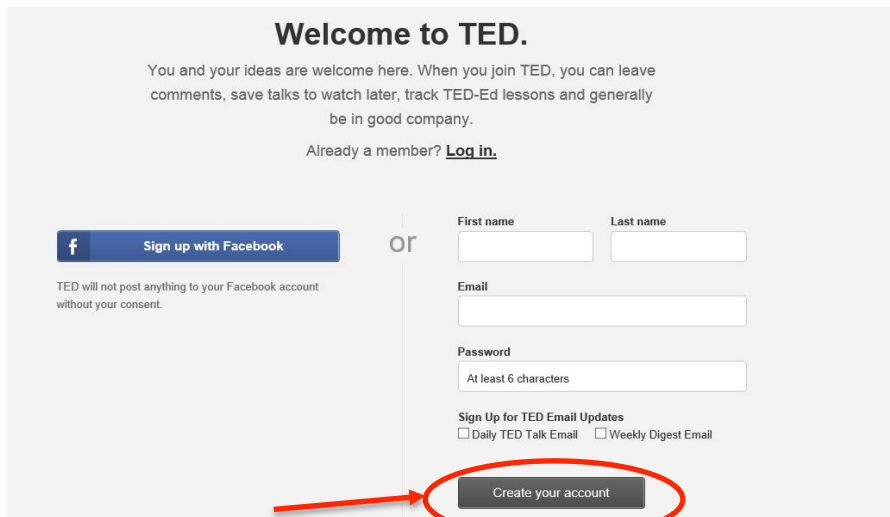 Welcome to TED.
You and your ideas are welcome here. When you join TED, you can leave
comments, save talks to watch later, track TED-Ed lessons and generally
be in good company.
Already a member? Log in.
f Sign up with Facebook
TED will not post anything to your Facebook account
without your consent.
or
First name Last name
Email
Password
At least 6 characters
Sign Up for TED Email Updates
Daily TED Talk Email Weekly Digest Email
Create your account